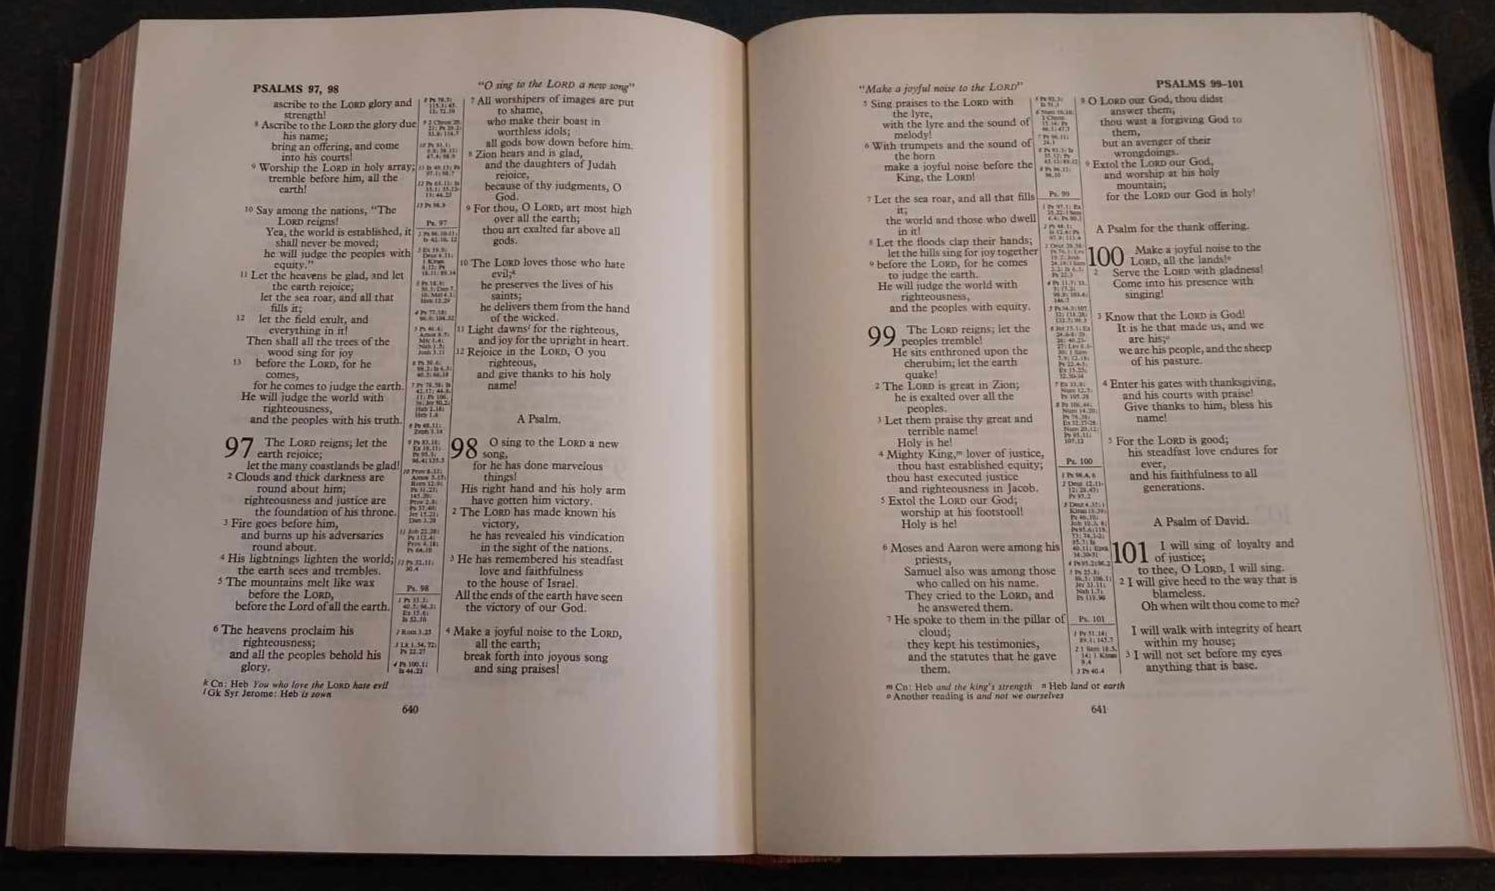 PSALMS 97, 98
"O sing to the LORD a new song"
ascribe to the LORD glory and
strength!
8 Ascribe to the LORD the glory due
his name;
bring an offering, and come
into his courts!
9 Worship the LORD in holy array;
tremble before him, all the
earth!
10 Say among the nations, "The
LORD reigns!
Yea, the world is established, it
shall never be moved;
he will judge the peoples with
equity."
11 Let the heavens be glad, and let
the earth rejoice;
let the sea roar, and all that
fills it;
12 let the field exult, and
everything in it!
Then shall all the trees of the
wood sing for joy
13 before the LORD, for he
comes,
for he comes to judge the earth.
He will judge the world with
righteousness,
and the peoples with his truth.
97 The LORD reigns; let the
earth rejoice;
let the many coastlands be glad!
2 Clouds and thick darkness are
round about him;
righteousness and justice are
the foundation of his throne.
3 Fire goes before him,
and burns up his adversaries
round about.
4 His lightnings lighten the world;
the earth sees and trembles.
5 The mountains melt like wax
before the LORD,
before the Lord of all the earth.
6 The heavens proclaim his
righteousness;
and all the peoples behold his
glory.
Ps. 97
Ps. 98
7 All worshipers of images are put
to shame,
who make their boast in
worthless idols;
all gods bow down before him.
8 Zion hears and is glad,
and the daughters of Judah
rejoice,
because of thy judgments, O
God.
9 For thou, O LORD, art most high
over all the earth;
thou art exalted far above all
gods.
10 The LORD loves those who hate
evil;k
he preserves the lives of his
saints;
he delivers them from the hand
of the wicked.
11 Light dawnsl for the righteous,
and joy for the upright in heart.
12 Rejoice in the LORD, O you
righteous,
and give thanks to his holy
name!
A Psalm.
98 O sing to the LORD a new
song,
for he has done marvelous
things!
His right hand and his holy arm
have gotten him victory.
2 The LORD has made known his
victory,
he has revealed his vindication
in the sight of the nations.
3 He has remembered his steadfast
love and faithfulness
to the house of Israel.
All the ends of the earth have seen
the victory of our God.
4 Make a joyful noise to the LORD,
all the earth;
break forth into joyous song
and sing praises!
k Cn: Heb You who love the LORD hate evil
l Gk Syr Jerome: Heb is sown
640
"Make a joyful noise to the LORD"
PSALMS 99–101
5 Sing praises to the LORD with
the lyre,
with the lyre and the sound of
melody!
6 With trumpets and the sound of
the horn
make a joyful noise before the
King, the LORD!
7 Let the sea roar, and all that fills
it;
the world and those who dwell
in it!
8 Let the floods clap their hands;
let the hills sing for joy together
9 before the LORD, for he comes
to judge the earth.
He will judge the world with
righteousness,
and the peoples with equity.
99 The LORD reigns; let the
peoples tremble!
He sits enthroned upon the
cherubim; let the earth
quake!
2 The LORD is great in Zion;
he is exalted over all the
peoples.
3 Let them praise thy great and
terrible name!
Holy is he!
4 Mighty King,m lover of justice,
thou hast established equity;
thou hast executed justice
and righteousness in Jacob.
5 Extol the LORD our God;
worship at his footstool!
Holy is he!
6 Moses and Aaron were among his
priests,
Samuel also was among those
who called on his name.
They cried to the LORD, and
he answered them.
7 He spoke to them in the pillar of
cloud;
they kept his testimonies,
and the statutes that he gave
them.
Ps. 99
Ps. 100
Ps. 101
8 O LORD our God, thou didst
answer them;
thou wast a forgiving God to
them,
but an avenger of their
wrongdoings.
9 Extol the LORD our God,
and worship at his holy
mountain;
for the LORD our God is holy!
A Psalm for the thank offering.
100 Make a joyful noise to the
LORD, all the lands!n
2 Serve the LORD with gladness!
Come into his presence with
singing!
3 Know that the LORD is God!
It is he that made us, and we
are his;o
we are his people, and the sheep
of his pasture.
4 Enter his gates with thanksgiving,
and his courts with praise!
Give thanks to him, bless his
name!
5 For the LORD is good;
his steadfast love endures for
ever,
and his faithfulness to all
generations.
A Psalm of David.
101 I will sing of loyalty and
of justice;
to thee, O LORD, I will sing.
2 I will give heed to the way that is
blameless.
Oh when wilt thou come to me?
I will walk with integrity of heart
within my house;
3 I will not set before my eyes
anything that is base.
m Cn: Heb and the king's strength n Heb land or earth
o Another reading is and not we ourselves
641